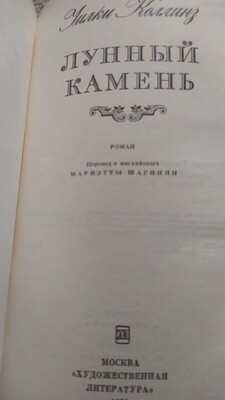 Уилки Коллинз
ЛУННЫЙ
КАМЕНЬ
РОМАН
Перевод с английского
МАРИЭТТЫ ШАГИНЯН
МОСКВА
«ХУДОЖЕСТВЕННАЯ
ЛИТЕРАТУРА»